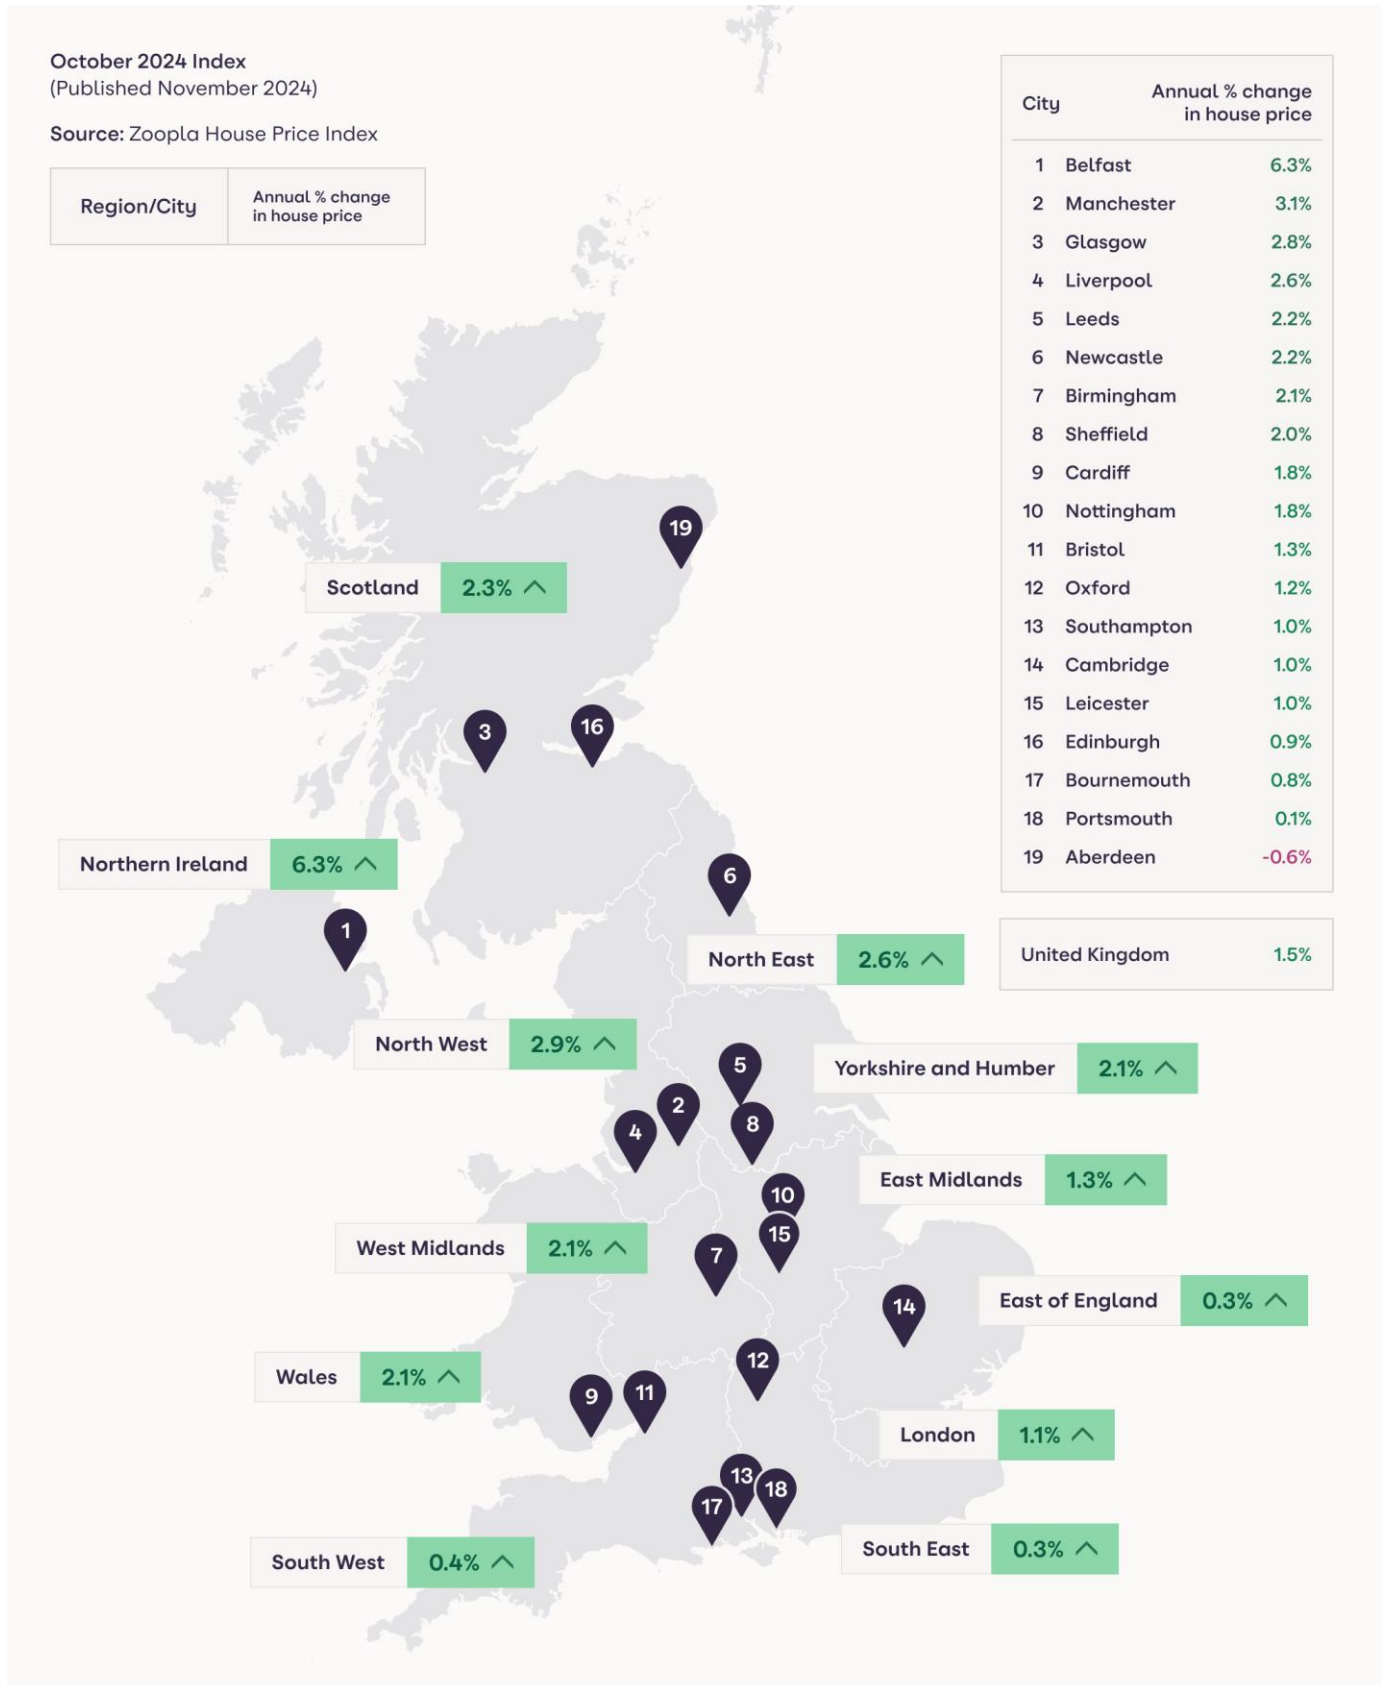 October 2024 Index
(Published November 2024)
Source: Zoopla House Price Index
Region/City
Annual % change
in house price
City
Annual % change
in house price
1 Belfast 6.3%
2 Manchester 3.1%
3 Glasgow 2.8%
4 Liverpool 2.6%
5 Leeds 2.2%
6 Newcastle 2.2%
7 Birmingham 2.1%
8 Sheffield 2.0%
9 Cardiff 1.8%
10 Nottingham 1.8%
11 Bristol 1.3%
12 Oxford 1.2%
13 Southampton 1.0%
14 Cambridge 1.0%
15 Leicester 1.0%
16 Edinburgh 0.9%
17 Bournemouth 0.8%
18 Portsmouth 0.1%
19 Aberdeen -0.6%
United Kingdom 1.5%
19
Scotland 2.3%
3
16
Northern Ireland 6.3%
6
1
North East 2.6%
North West 2.9%
5
Yorkshire and Humber 2.1%
2
4
8
East Midlands 1.3%
10
15
West Midlands 2.1%
7
14
East of England 0.3%
12
Wales 2.1%
9
11
London 1.1%
13
18
17
South East 0.3%
South West 0.4%